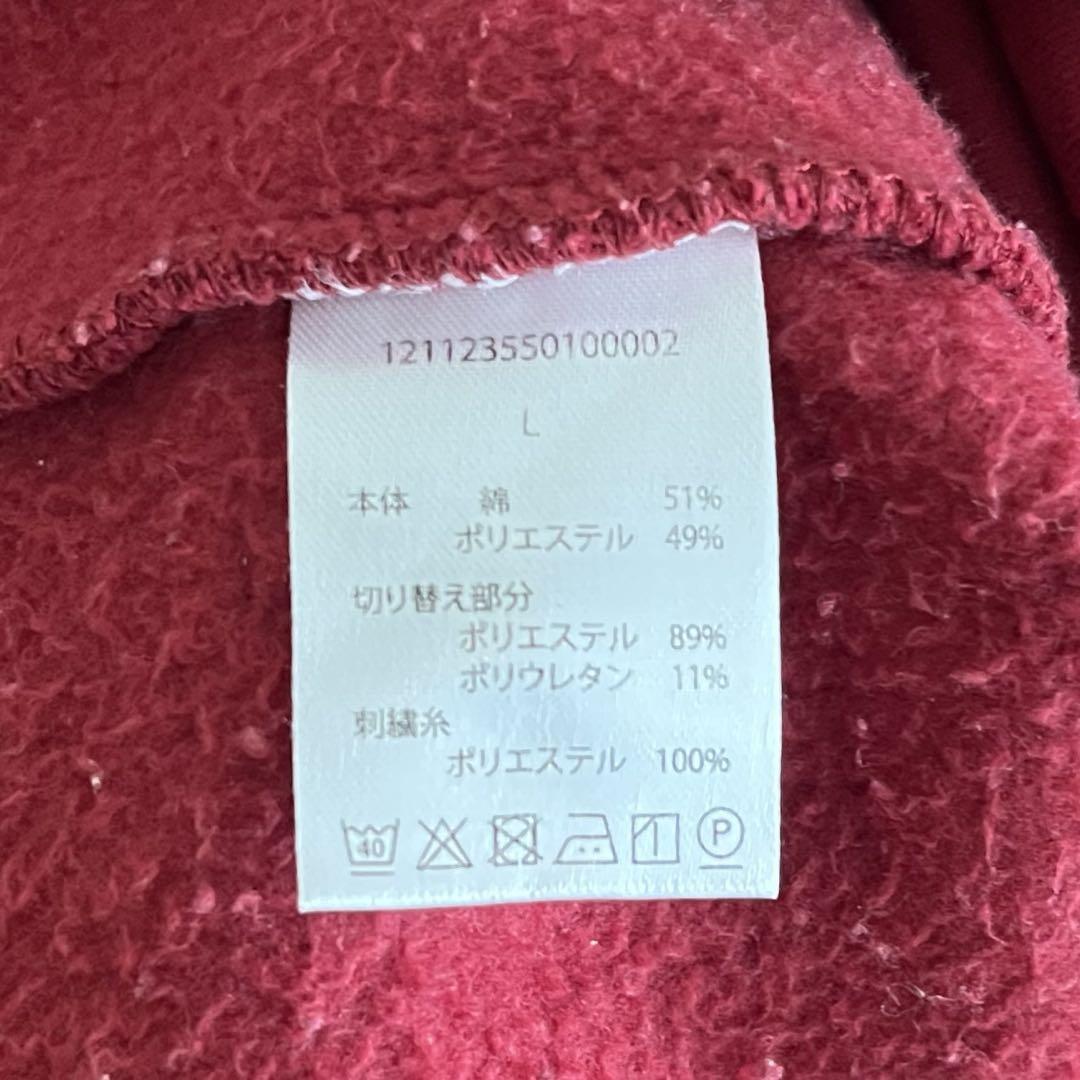 121123550100002
L
本体 綿 51%
ポリエステル 49%
切り替え部分
ポリエステル 89%
ポリウレタン 11%
刺繍糸
ポリエステル 100%
40 P